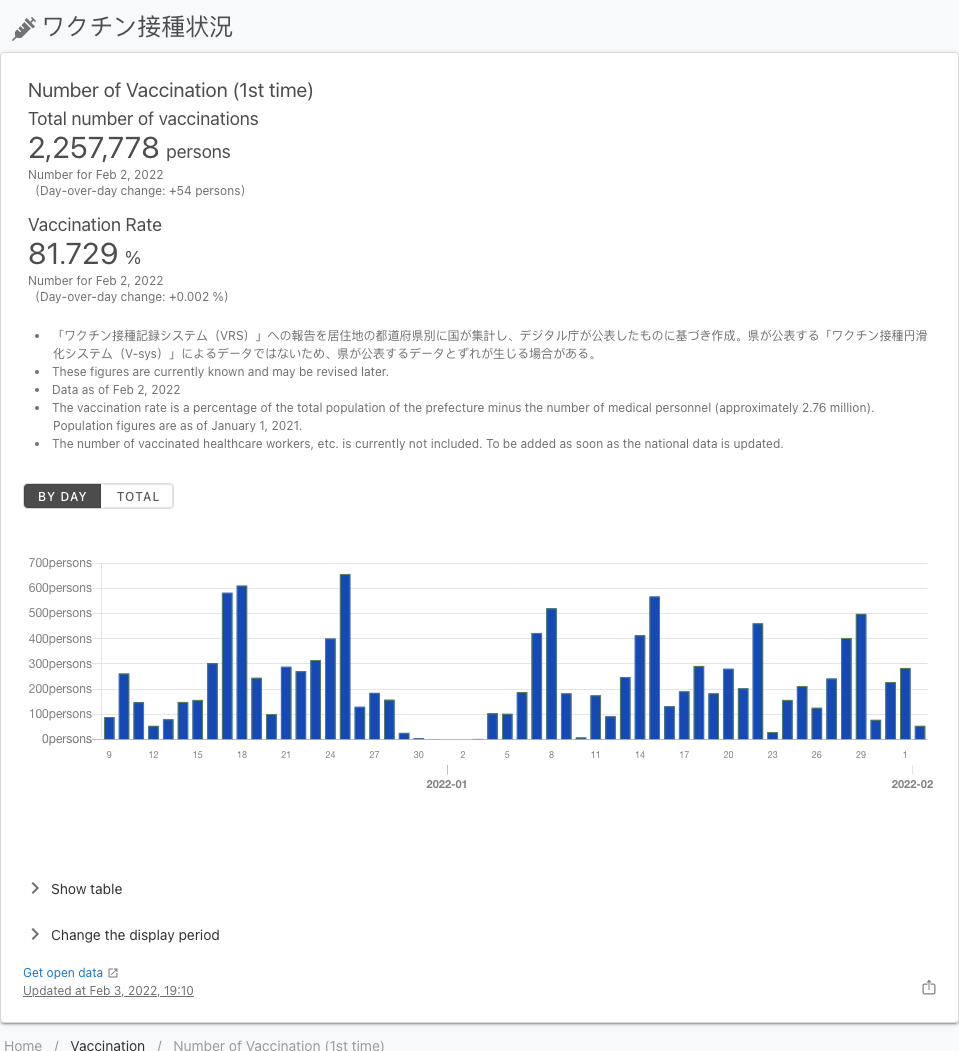 ワクチン接種状況
Number of Vaccination (1st time)
Total number of vaccinations
2,257,778 persons
Number for Feb 2, 2022
(Day-over-day change: +54 persons)
Vaccination Rate
81.729 %
Number for Feb 2, 2022
(Day-over-day change: +0.002 %)
• 「ワクチン接種記録システム（VRS）」への報告を居住地の都道府県別に国が集計し、デジタル庁が公表したものに基づき作成。県が公表する「ワクチン接種円滑
化システム（V-sys）」によるデータではないため、県が公表するデータとずれが生じる場合がある。
• These figures are currently known and may be revised later.
• Data as of Feb 2, 2022
• The vaccination rate is a percentage of the total population of the prefecture minus the number of medical personnel (approximately 2.76 million).
Population figures are as of January 1, 2021.
• The number of vaccinated healthcare workers, etc. is currently not included. To be added as soon as the national data is updated.
BY DAY TOTAL
700persons
600persons
500persons
400persons
300persons
200persons
100persons
0persons
9 12 15 18 21 24 27 30 2 5 8 11 14 17 20 23 26 29 1
2022-01 2022-02
Show table
Change the display period
Get open data
Updated at Feb 3, 2022, 19:10
Home / Vaccination / Number of Vaccination (1st time)